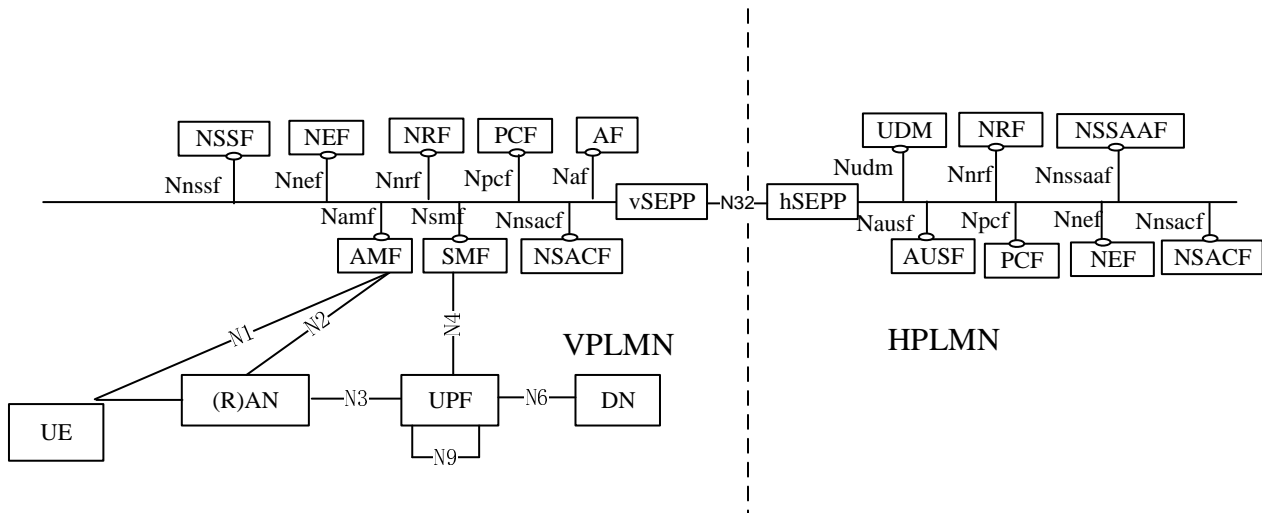 NSSF NEF NRF PCF AF UDM NRF NSSAAF
Nnssf Nnef Nnrf Npcf Naf Nudm Nnrf Nnssaaf
vSEPP N32 hSEPP
Namf Nsmf Nnsacf Nausf Npcf Nnef Nnsacf
AMF SMF NSACF AUSF PCF NEF NSACF
N1 N2 N4
VPLMN HPLMN
UE (R)AN N3 UPF N6 DN
N9